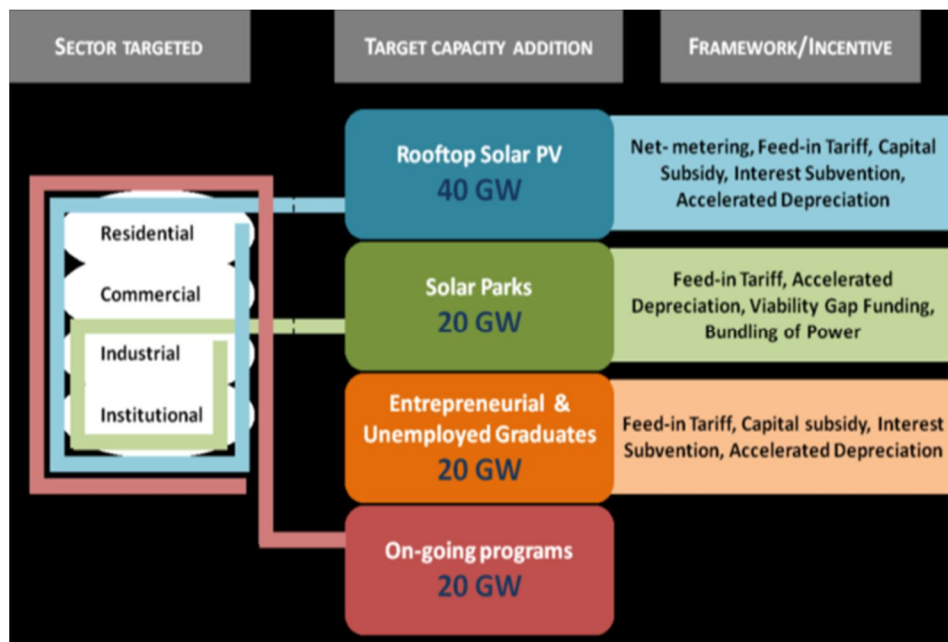 SECTOR TARGETED
TARGET CAPACITY ADDITION
FRAMEWORK/INCENTIVE
Residential
Commercial
Industrial
Institutional
Rooftop Solar PV
40 GW
Net- metering, Feed-in Tariff, Capital
Subsidy, Interest Subvention,
Accelerated Depreciation
Solar Parks
20 GW
Feed-in Tariff, Accelerated
Depreciation, Viability Gap Funding,
Bundling of Power
Entrepreneurial &
Unemployed Graduates
20 GW
Feed-in Tariff, Capital subsidy, Interest
Subvention, Accelerated Depreciation
On-going programs
20 GW